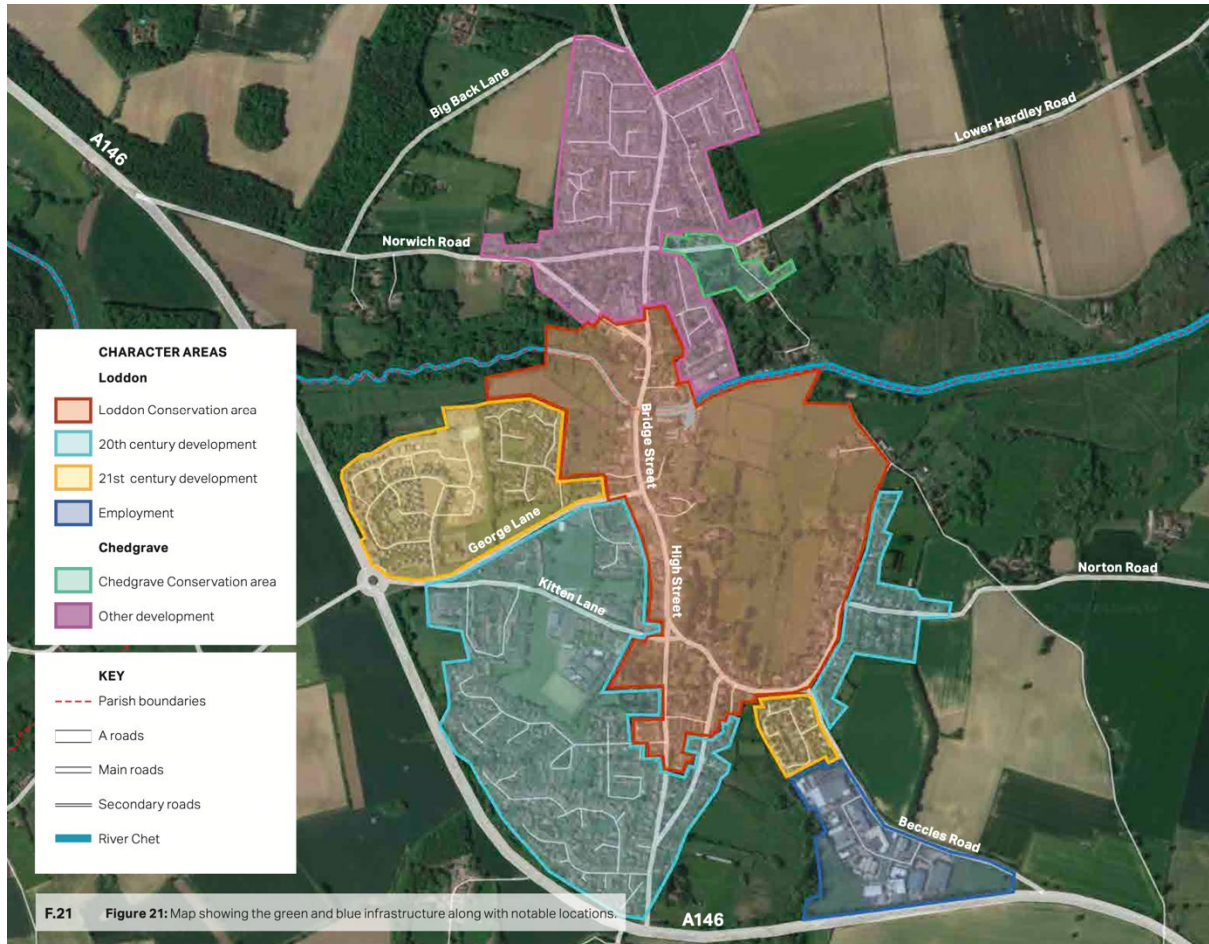 Big Back Lane
Lower Hardley Road
A146
Norwich Road
CHARACTER AREAS
Loddon
Loddon Conservation area
20th century development
21st century development
Employment
Chedgrave
Chedgrave Conservation area
Other development
Bridge Street
George Lane
High Street
Kitten Lane
Norton Road
KEY
Parish boundaries
A roads
Main roads
Secondary roads
River Chet
Beccles Road
A146
F.21 Figure 21: Map showing the green and blue infrastructure along with notable locations.